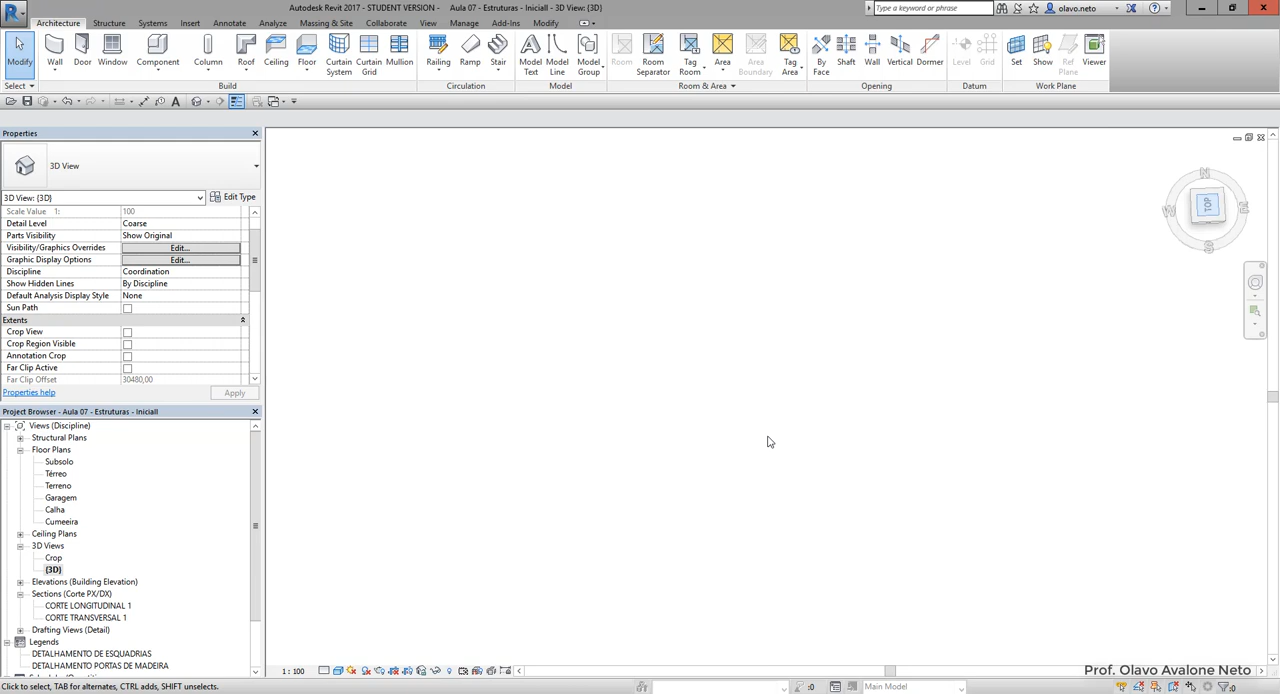 Autodesk Revit 2017 - STUDENT VERSION - Aula 07 - Estruturas - Iniciall - 3D View: {3D}
Type a keyword or phrase
olavo.neto
Architecture Structure Systems Insert Annotate Analyze Massing & Site Collaborate View Manage Add-Ins Modify
Modify Wall Door Window Component Column Roof Ceiling Floor Curtain System Curtain Grid Mullion Railing Ramp Stair Model Text Model Line Model Group Room Room Separator Tag Room Area Area Boundary Tag Area By Face Shaft Wall Vertical Dormer Level Grid Set Show Ref Plane Viewer
Select Build Circulation Model Room & Area Opening Datum Work Plane
Properties
3D View
3D View: {3D} Edit Type
Scale Value 1: 100
Detail Level Coarse
Parts Visibility Show Original
Visibility/Graphics Overrides Edit...
Graphic Display Options Edit...
Discipline Coordination
Show Hidden Lines By Discipline
Default Analysis Display Style None
Sun Path
Extents
Crop View
Crop Region Visible
Annotation Crop
Far Clip Active
Far Clip Offset 30480,00
Properties help Apply
Project Browser - Aula 07 - Estruturas - Iniciall
Views (Discipline)
Structural Plans
Floor Plans
Subsolo
Térreo
Terreno
Garagem
Calha
Cumeeira
Ceiling Plans
3D Views
Crop
{3D}
Elevations (Building Elevation)
Sections (Corte PX/DX)
CORTE LONGITUDINAL 1
CORTE TRANSVERSAL 1
Drafting Views (Detail)
Legends
DETALHAMENTO DE ESQUADRIAS
DETALHAMENTO PORTAS DE MADEIRA
N
W TOP E
S
1 : 100
Prof. Olavo Avalone Neto
Click to select, TAB for alternates, CTRL adds, SHIFT unselects.
:0 Main Model :0